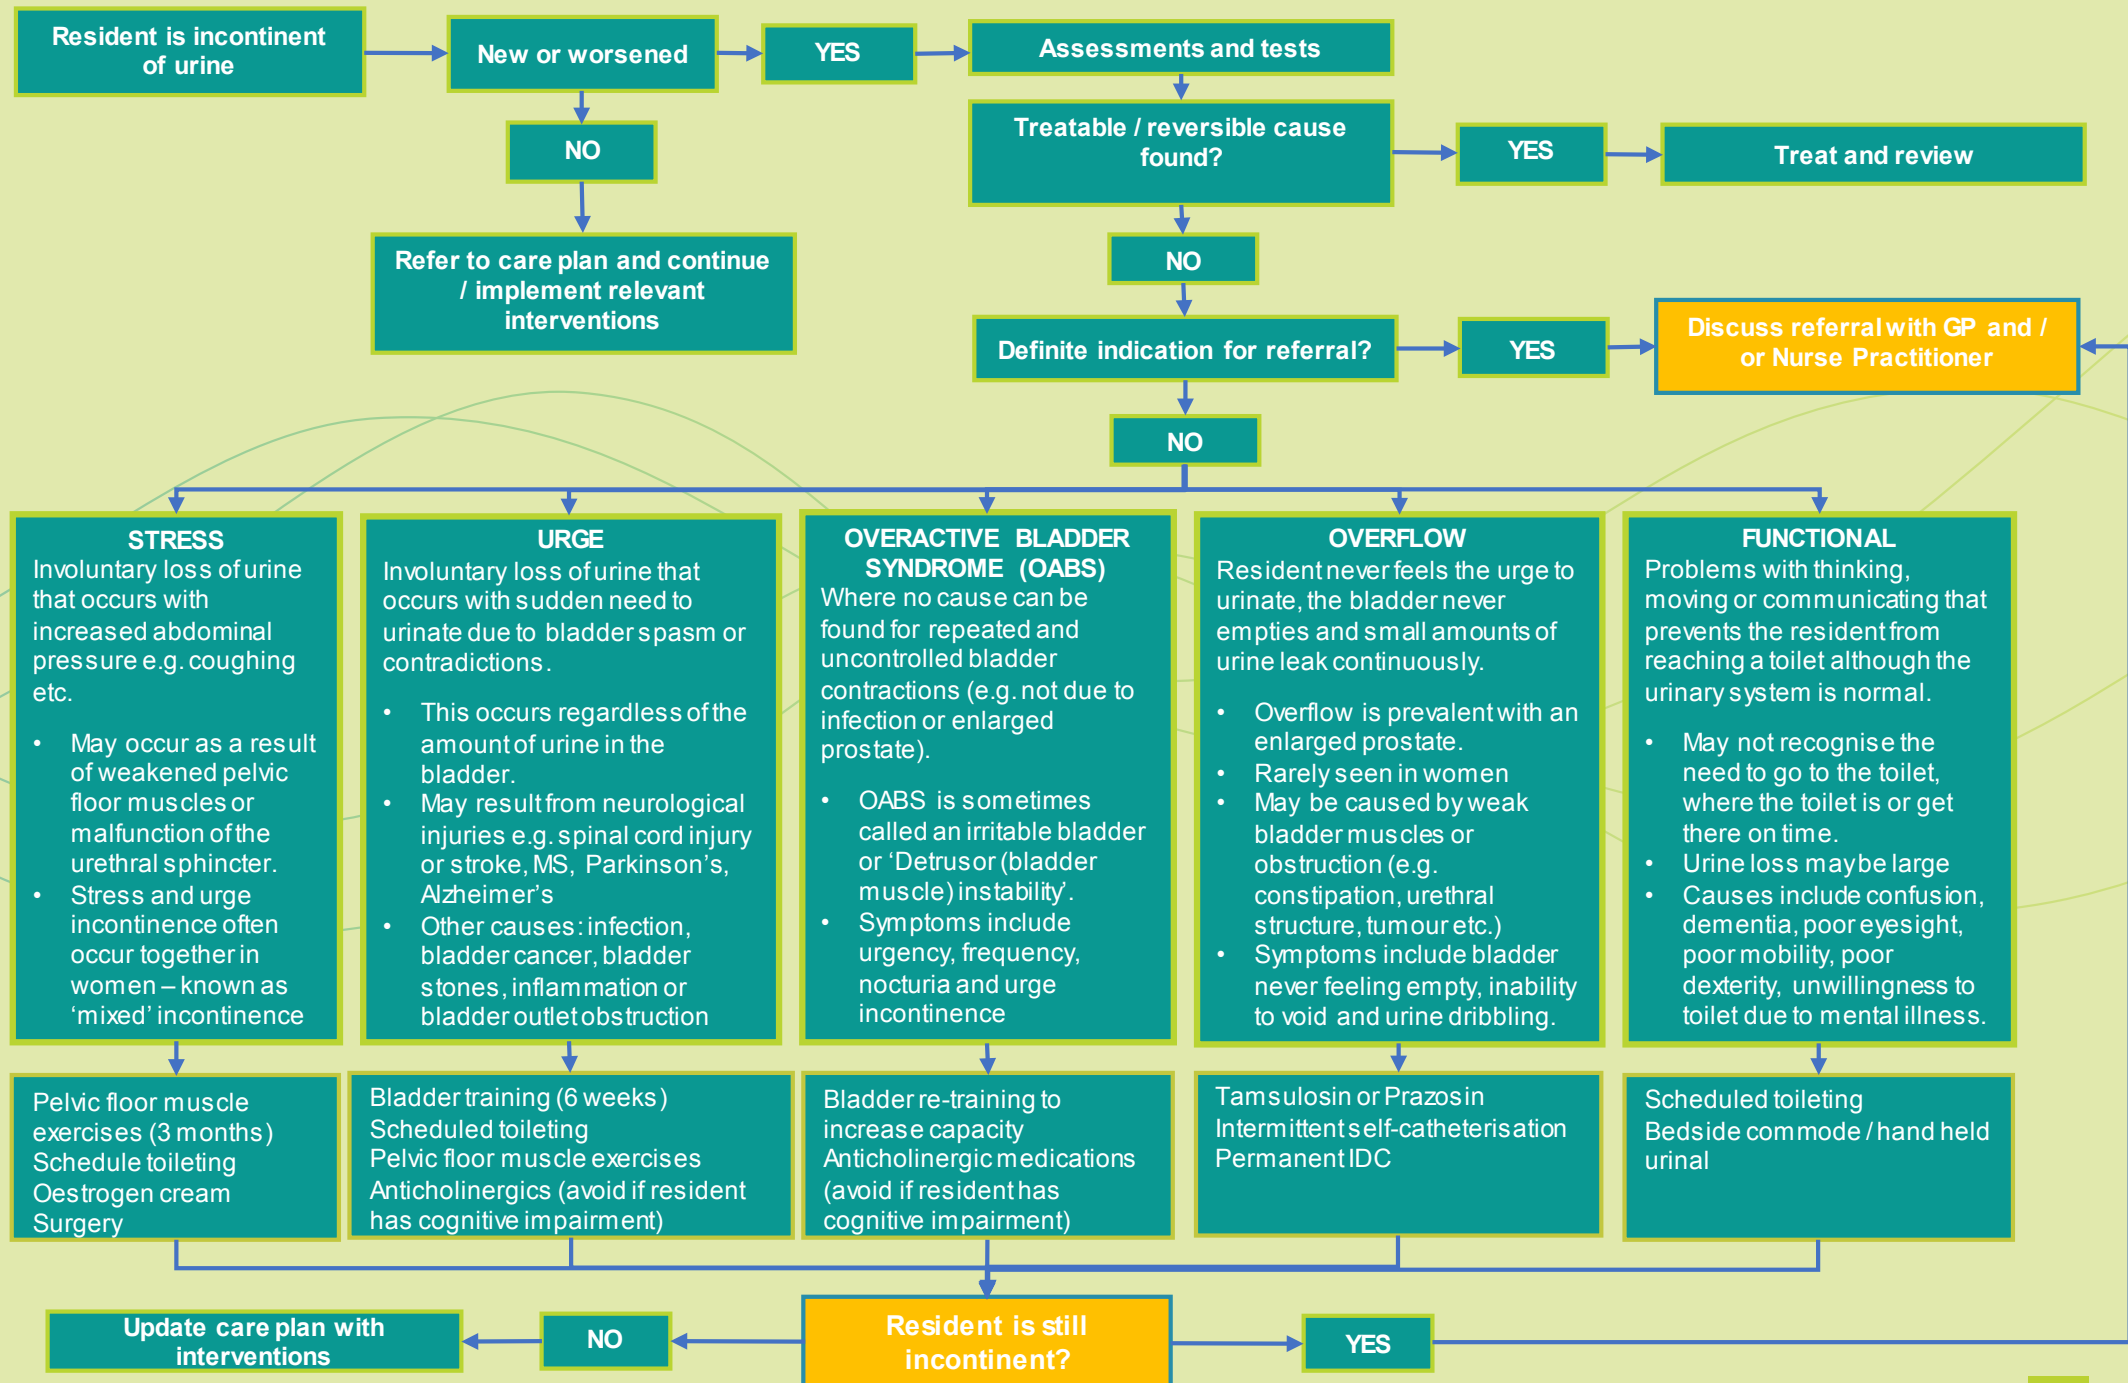 Resident is incontinent
of urine
New or worsened
YES
Assessments and tests
NO
Treatable / reversible cause
found?
YES
Treat and review
Refer to care plan and continue
/ implement relevant
interventions
NO
Definite indication for referral?
YES
Discuss referral with GP and /
or Nurse Practitioner
NO
STRESS
Involuntary loss of urine
that occurs with
increased abdominal
pressure e.g. coughing
etc.
• May occur as a result
of weakened pelvic
floor muscles or
malfunction of the
urethral sphincter.
• Stress and urge
incontinence often
occur together in
women – known as
‘mixed’ incontinence
URGE
Involuntary loss of urine that
occurs with sudden need to
urinate due to bladder spasm or
contradictions.
• This occurs regardless of the
amount of urine in the
bladder.
• May result from neurological
injuries e.g. spinal cord injury
or stroke, MS, Parkinson’s,
Alzheimer’s
• Other causes: infection,
bladder cancer, bladder
stones, inflammation or
bladder outlet obstruction
OVERACTIVE BLADDER
SYNDROME (OABS)
Where no cause can be
found for repeated and
uncontrolled bladder
contractions (e.g. not due to
infection or enlarged
prostate).
• OABS is sometimes
called an irritable bladder
or ‘Detrusor (bladder
muscle) instability’.
• Symptoms include
urgency, frequency,
nocturia and urge
incontinence
OVERFLOW
Resident never feels the urge to
urinate, the bladder never
empties and small amounts of
urine leak continuously.
• Overflow is prevalent with an
enlarged prostate.
• Rarely seen in women
• May be caused by weak
bladder muscles or
obstruction (e.g.
constipation, urethral
structure, tumour etc.)
• Symptoms include bladder
never feeling empty, inability
to void and urine dribbling.
FUNCTIONAL
Problems with thinking,
moving or communicating that
prevents the resident from
reaching a toilet although the
urinary system is normal.
• May not recognise the
need to go to the toilet,
where the toilet is or get
there on time.
• Urine loss maybe large
• Causes include confusion,
dementia, poor eyesight,
poor mobility, poor
dexterity, unwillingness to
toilet due to mental illness.
Pelvic floor muscle
exercises (3 months)
Schedule toileting
Oestrogen cream
Surgery
Bladder training (6 weeks)
Scheduled toileting
Pelvic floor muscle exercises
Anticholinergics (avoid if resident
has cognitive impairment)
Bladder re-training to
increase capacity
Anticholinergic medications
(avoid if resident has
cognitive impairment)
Tamsulosin or Prazosin
Intermittent self-catheterisation
Permanent IDC
Scheduled toileting
Bedside commode / hand held
urinal
Update care plan with
interventions
NO
Resident is still
incontinent?
YES